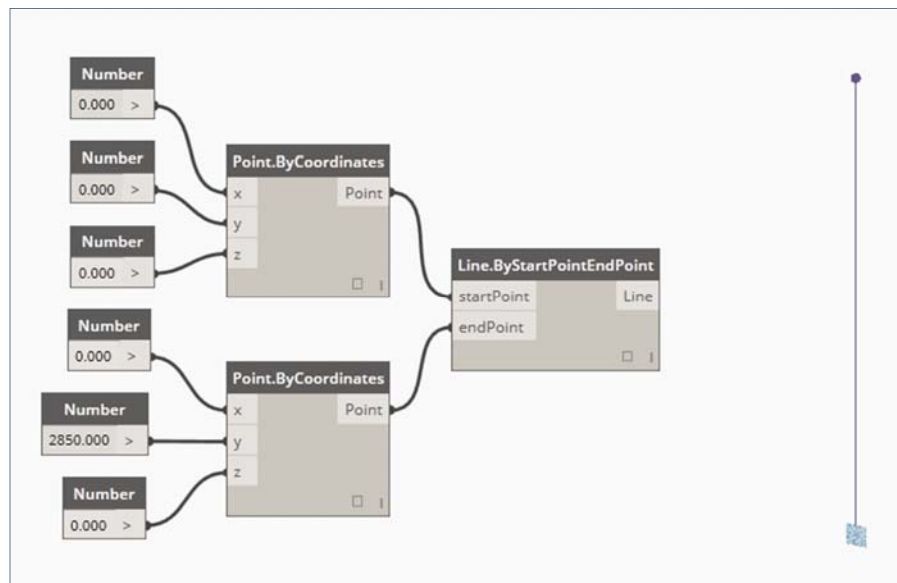 Number
0.000 >
Number
0.000 >
Number
0.000 >
Point.ByCoordinates
x Point
y
z
Number
0.000 >
Number
2850.000 >
Number
0.000 >
Point.ByCoordinates
x Point
y
z
Line.ByStartPointEndPoint
startPoint Line
endPoint